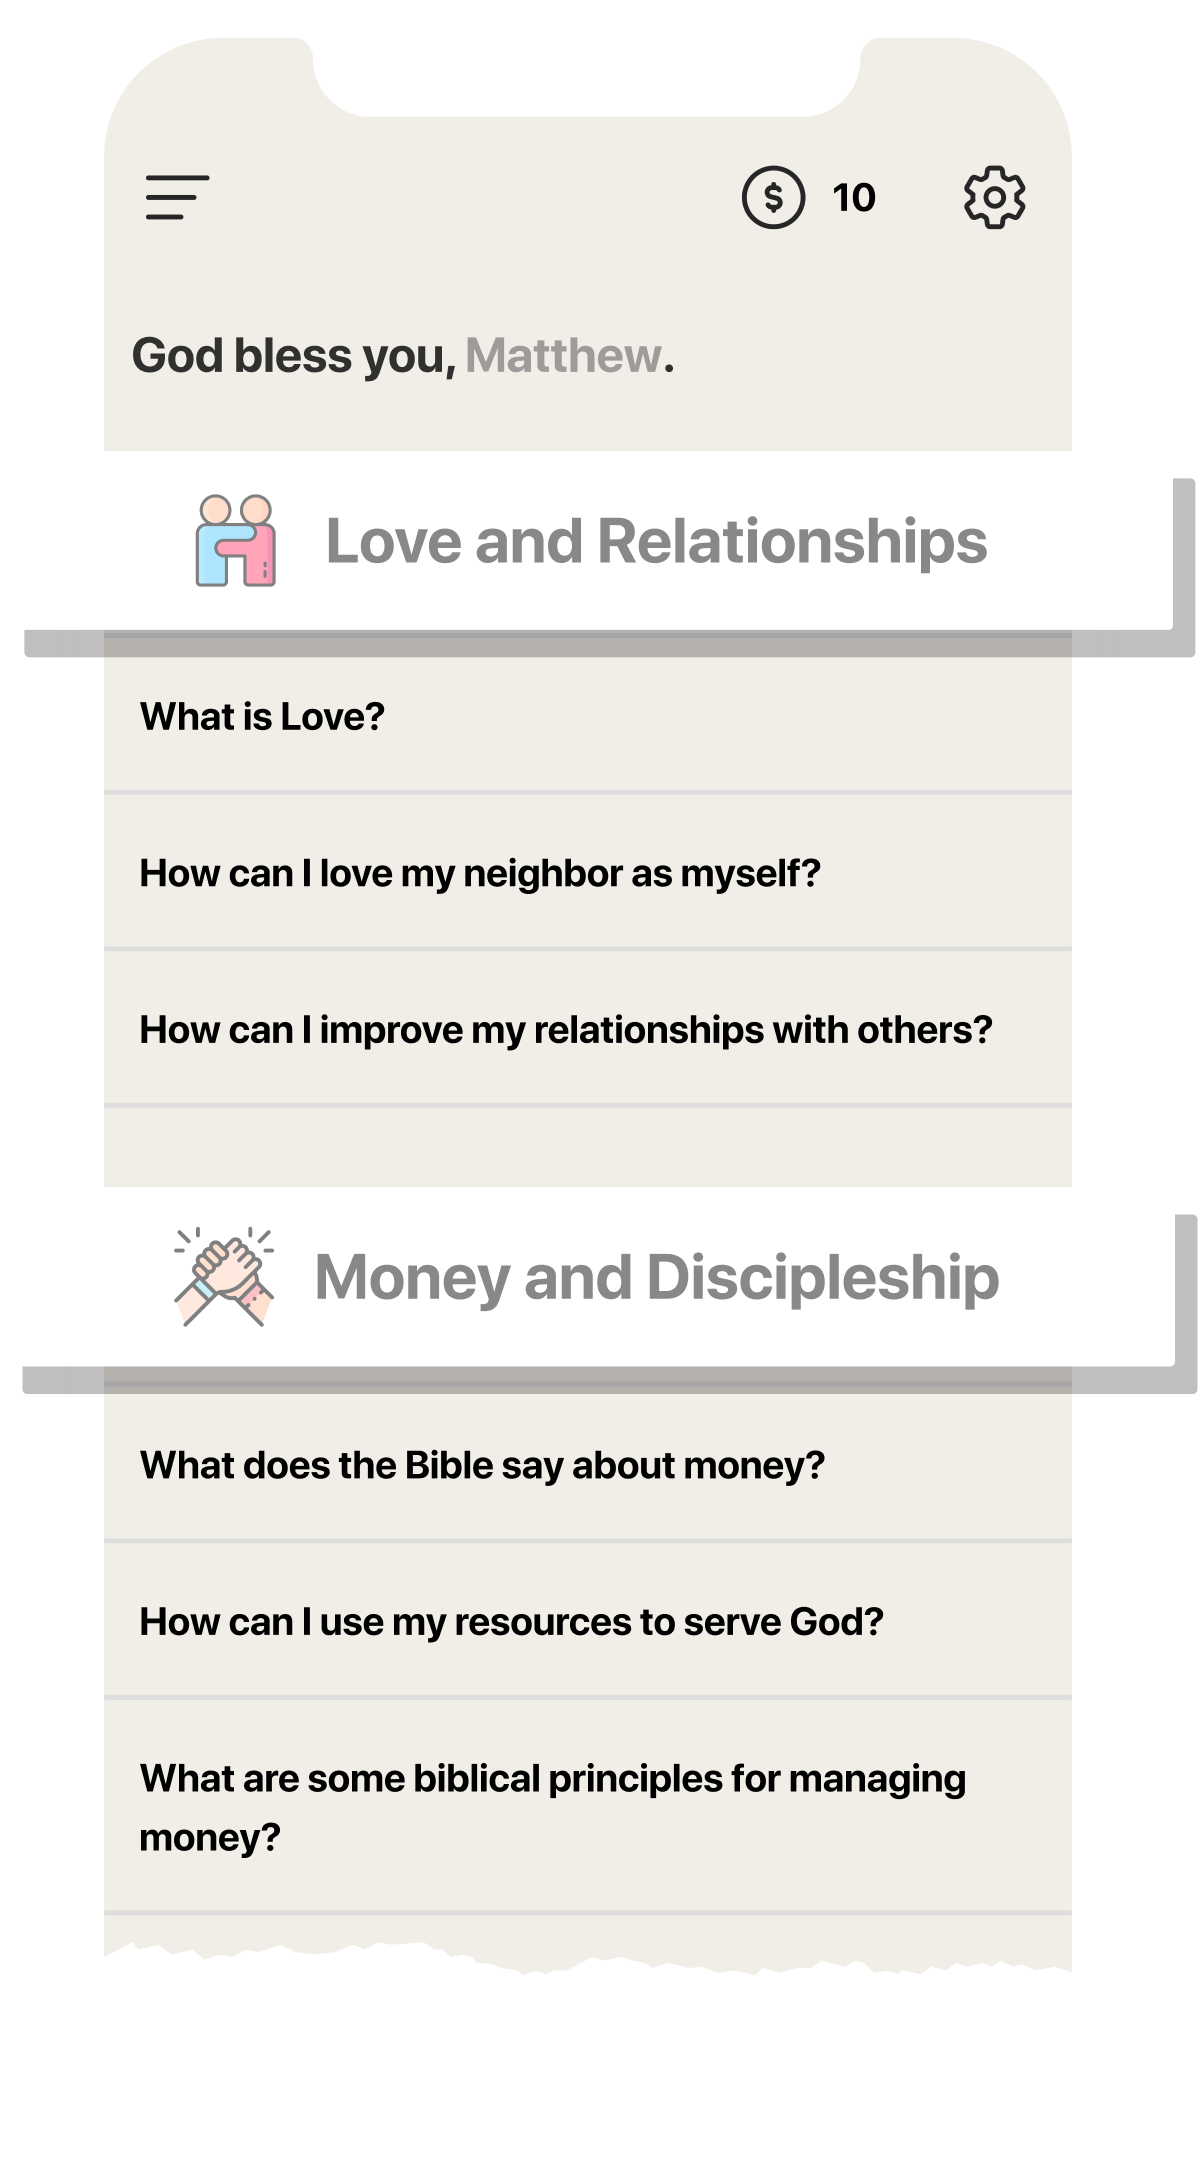 $ 10
God bless you, Matthew.
Love and Relationships
What is Love?
How can I love my neighbor as myself?
How can I improve my relationships with others?
Money and Discipleship
What does the Bible say about money?
How can I use my resources to serve God?
What are some biblical principles for managing
money?